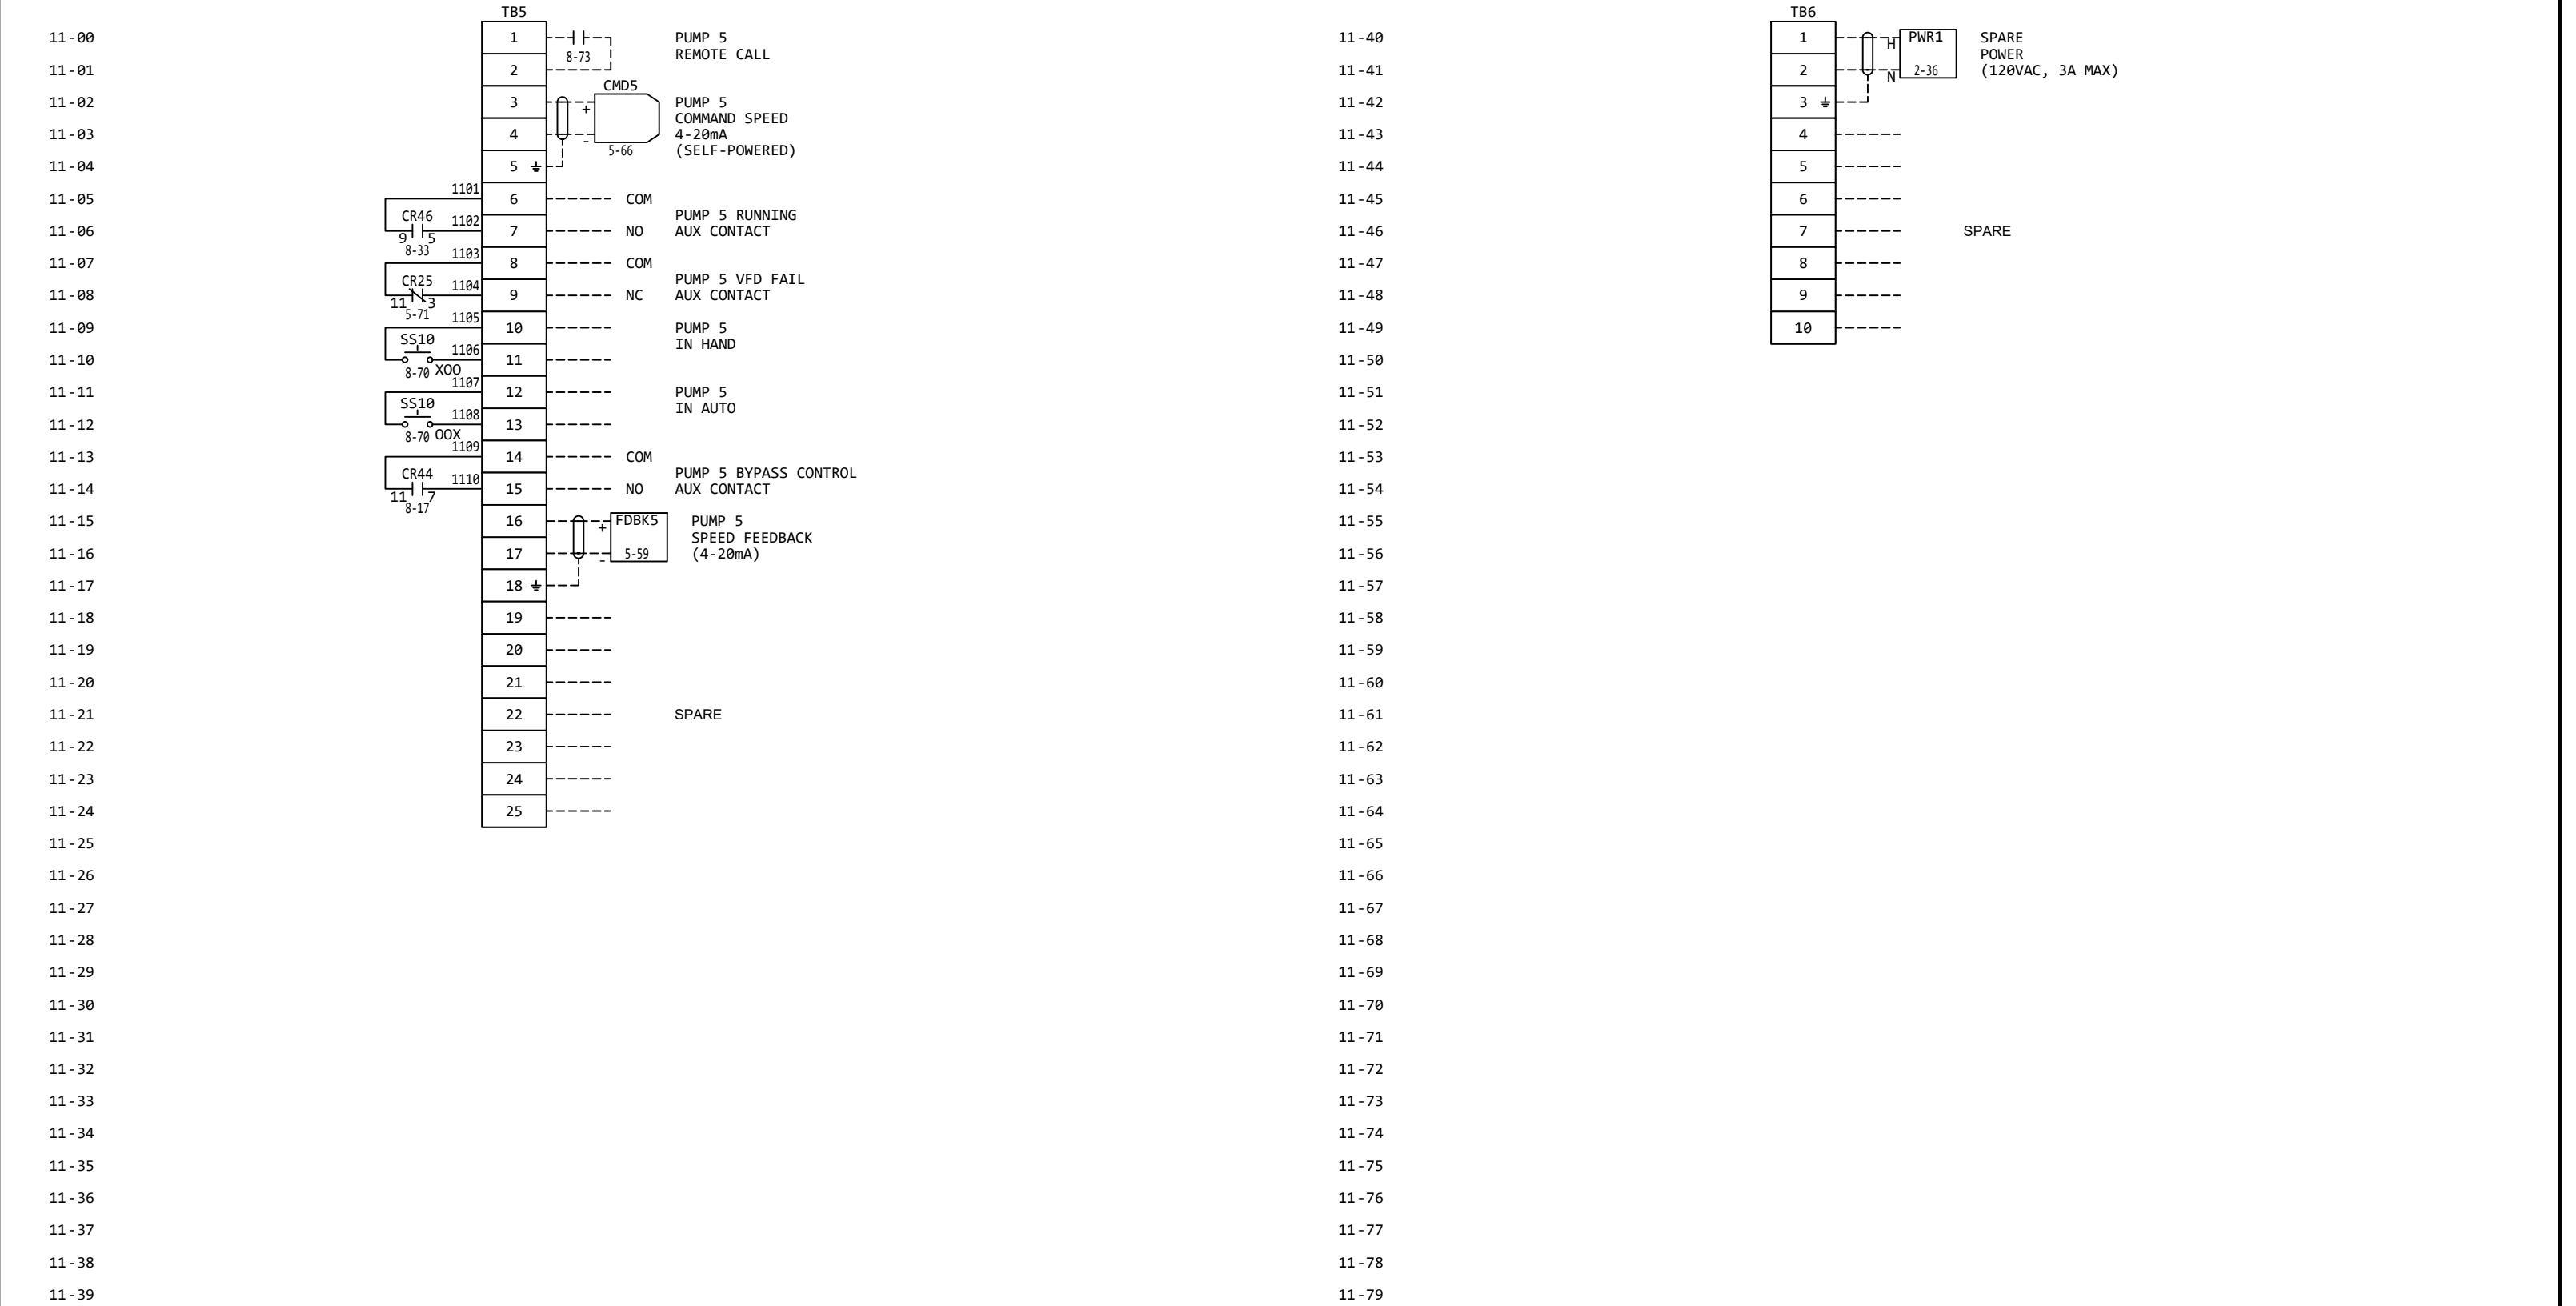 TB5
11-00 1 PUMP 5
8-73 REMOTE CALL
11-01 2
CMD5
11-02 3 + PUMP 5
COMMAND SPEED
11-03 4 - 4-20mA
5-66 (SELF-POWERED)
11-04 5
1101
11-05 6 COM
CR46 1102 PUMP 5 RUNNING
11-06 9 5 7 NO AUX CONTACT
8-33 1103
11-07 8 COM
CR25 1104 PUMP 5 VFD FAIL
11-08 11 3 9 NC AUX CONTACT
5-71 1105
11-09 10 PUMP 5
SS10 1106 IN HAND
11-10 11
8-70 XOO
1107
11-11 12 PUMP 5
SS10 1108 IN AUTO
11-12 13
8-70 OOX
1109
11-13 14 COM
CR44 1110 PUMP 5 BYPASS CONTROL
11-14 11 7 15 NO AUX CONTACT
8-17
11-15 16 + FDBK5 PUMP 5
SPEED FEEDBACK
11-16 17 - 5-59 (4-20mA)
11-17 18
11-18 19
11-19 20
11-20 21
11-21 22 SPARE
11-22 23
11-23 24
11-24 25
11-25
11-26
11-27
11-28
11-29
11-30
11-31
11-32
11-33
11-34
11-35
11-36
11-37
11-38
11-39
TB6
11-40 1 H PWR1 SPARE
POWER
11-41 2 N 2-36 (120VAC, 3A MAX)
11-42 3
11-43 4
11-44 5
11-45 6
11-46 7 SPARE
11-47 8
11-48 9
11-49 10
11-50
11-51
11-52
11-53
11-54
11-55
11-56
11-57
11-58
11-59
11-60
11-61
11-62
11-63
11-64
11-65
11-66
11-67
11-68
11-69
11-70
11-71
11-72
11-73
11-74
11-75
11-76
11-77
11-78
11-79